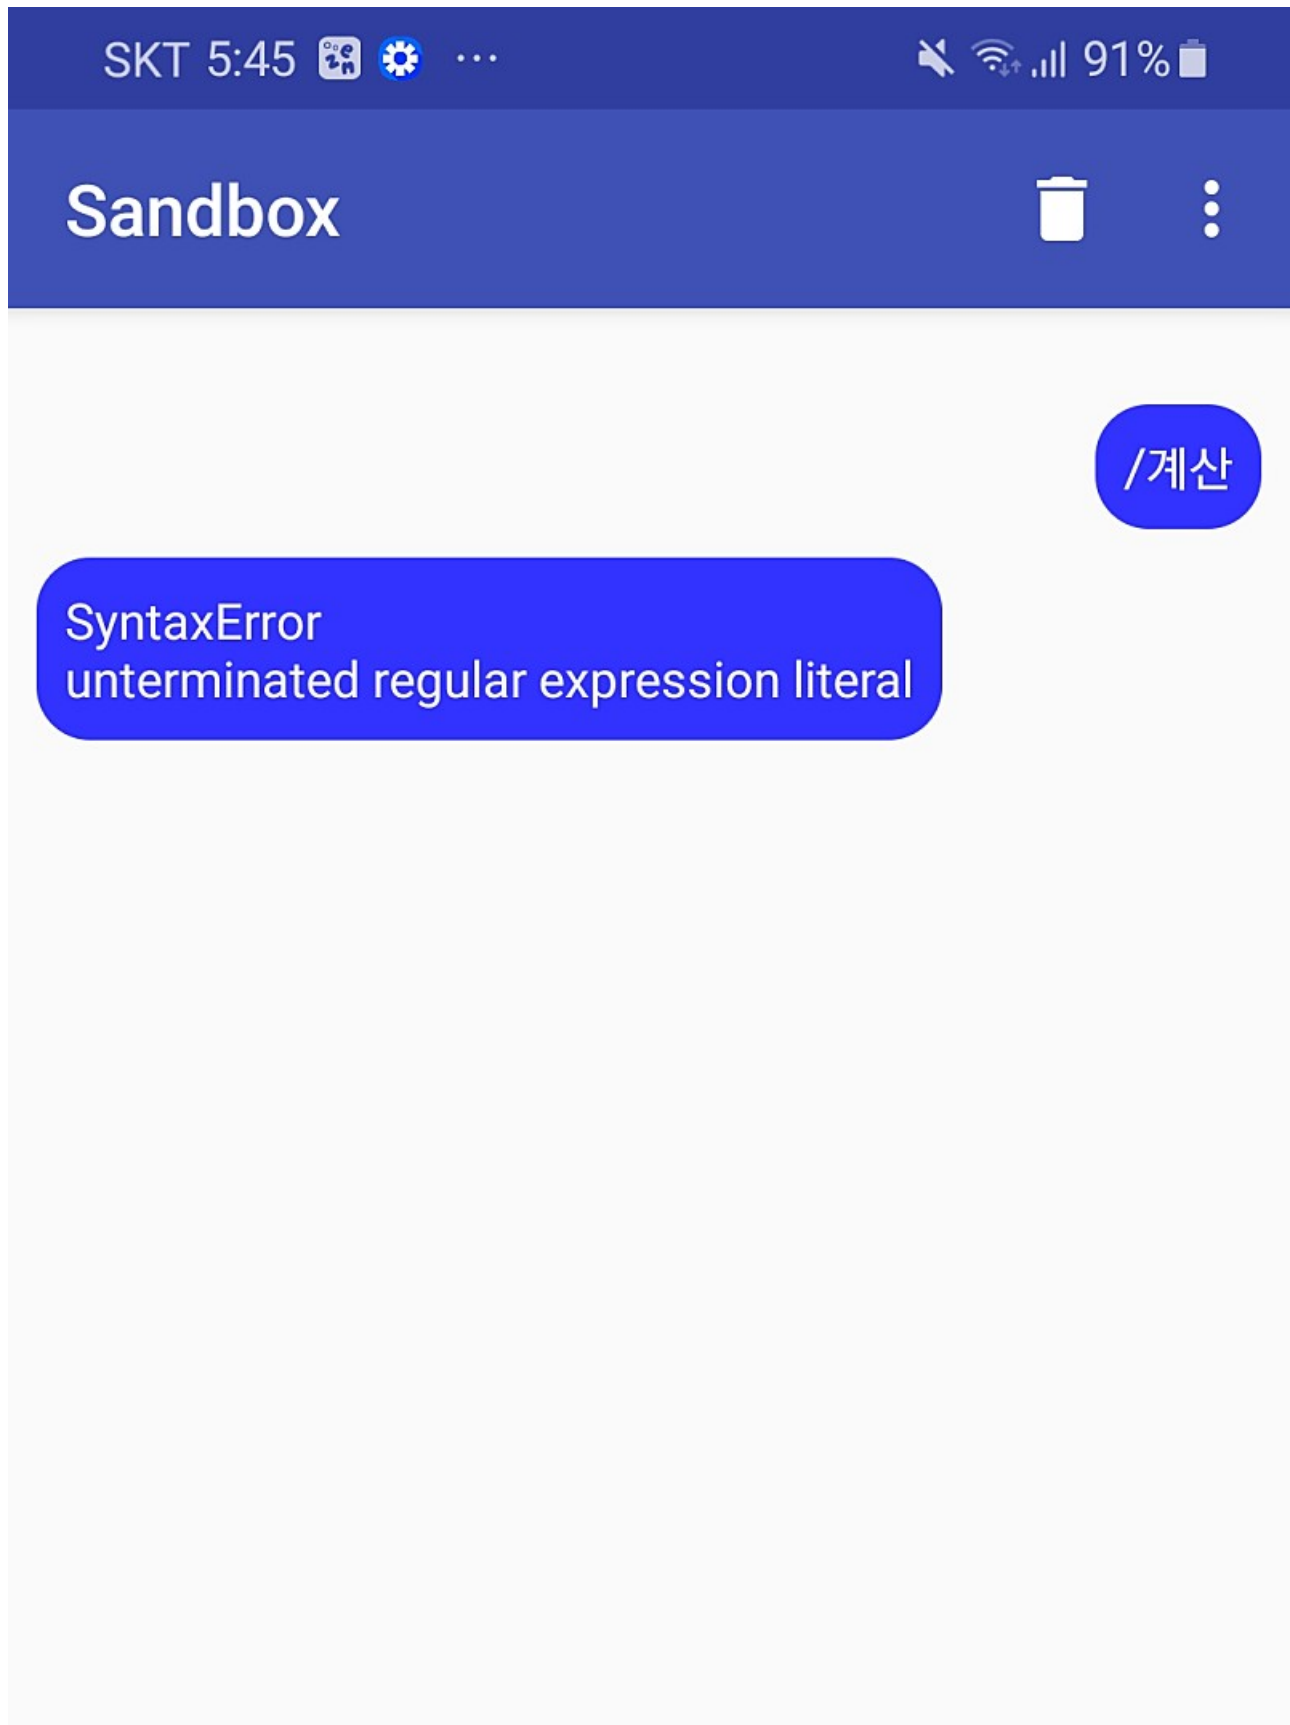 SKT 5:45 91%
Sandbox
/계산
SyntaxError
unterminated regular expression literal